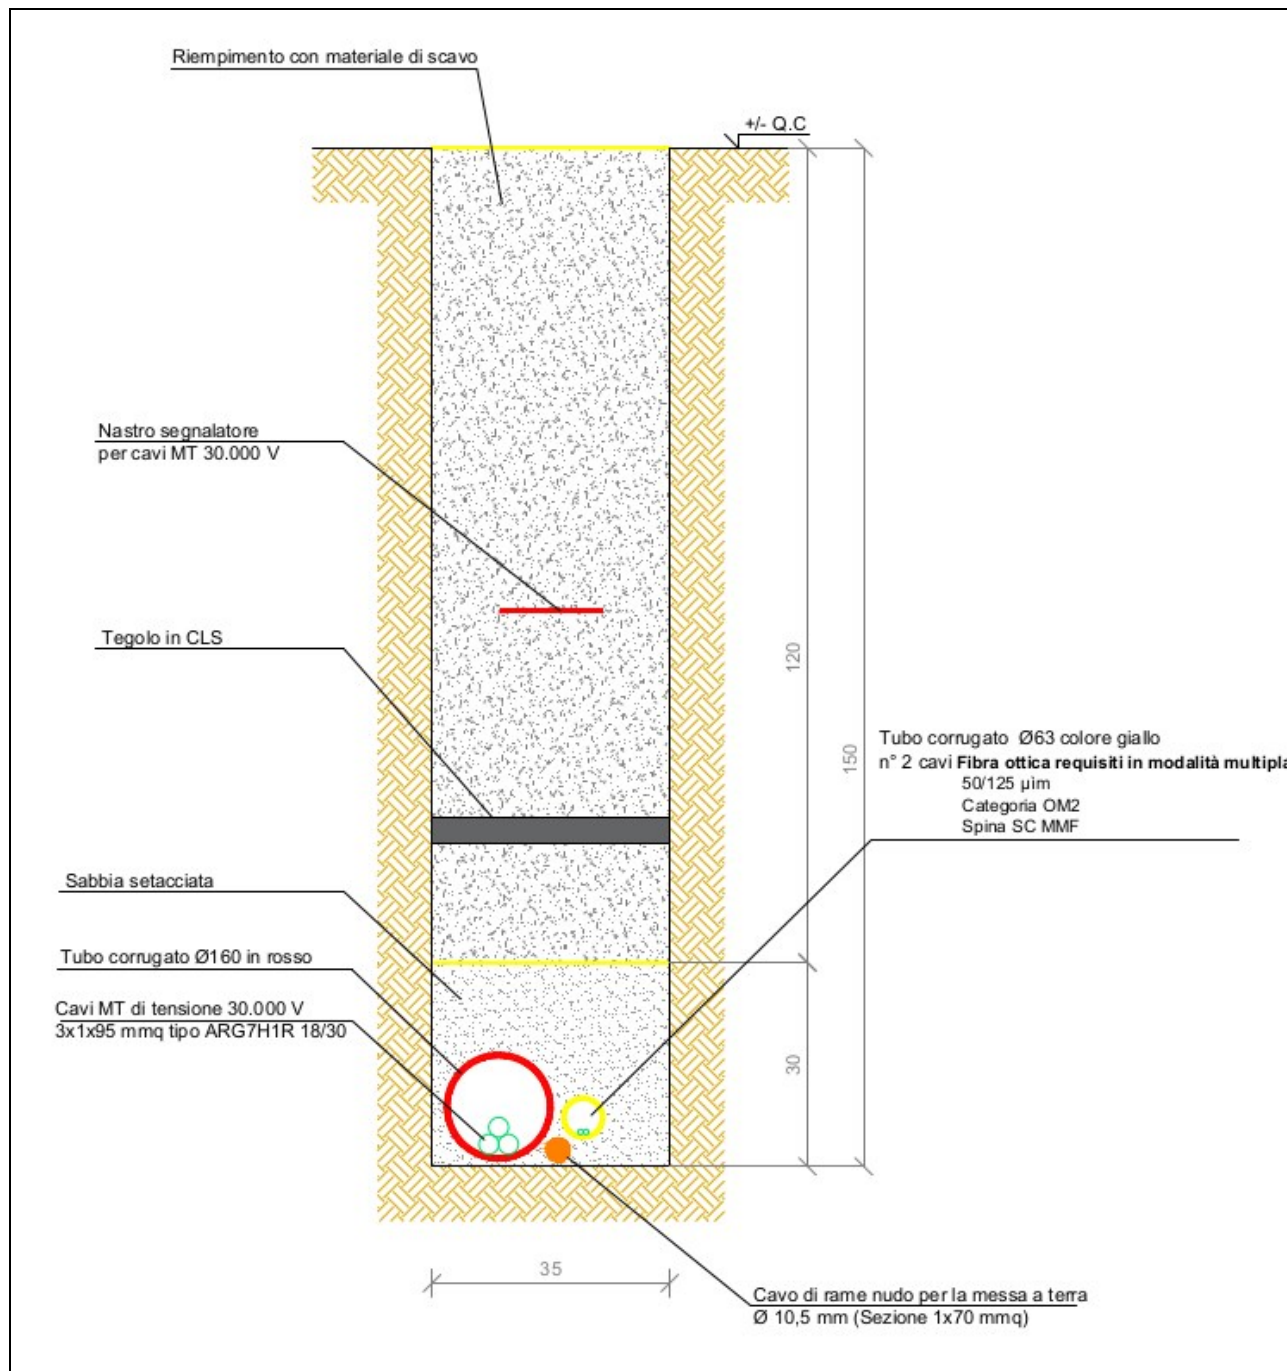 Riempimento con materiale di scavo
+/- Q.C
Nastro segnalatore
per cavi MT 30.000 V
Tegolo in CLS
120
150
Tubo corrugato Ø63 colore giallo
n° 2 cavi Fibra ottica requisiti in modalità multipla
50/125 µim
Categoria OM2
Spina SC MMF
Sabbia setacciata
Tubo corrugato Ø160 in rosso
Cavi MT di tensione 30.000 V
3x1x95 mmq tipo ARG7H1R 18/30
30
35
Cavo di rame nudo per la messa a terra
Ø 10,5 mm (Sezione 1x70 mmq)